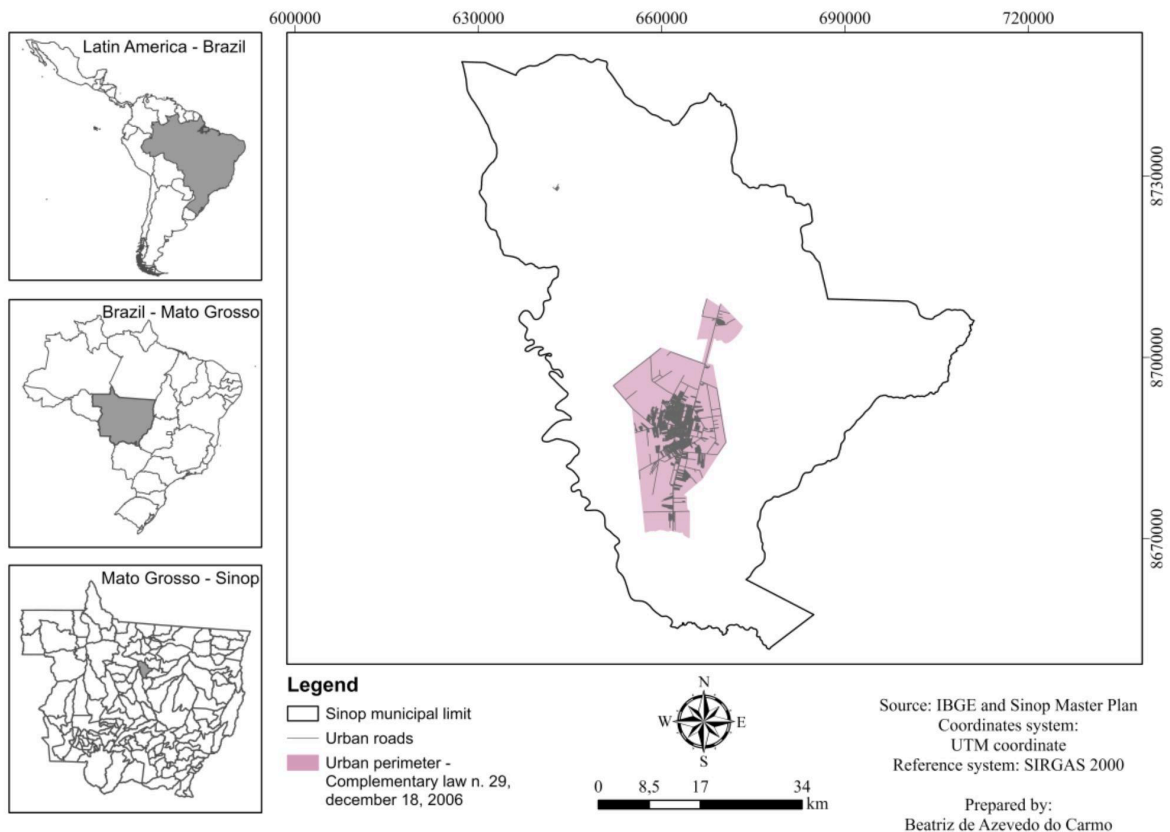 600000 630000 660000 690000 720000
Latin America - Brazil
8730000
Brazil - Mato Grosso
8700000
8670000
Mato Grosso - Sinop
Legend
Sinop municipal limit
Urban roads
Urban perimeter -
Complementary law n. 29,
december 18, 2006
N
W E
S
0 8,5 17 34
km
Source: IBGE and Sinop Master Plan
Coordinates system:
UTM coordinate
Reference system: SIRGAS 2000
Prepared by:
Beatriz de Azevedo do Carmo